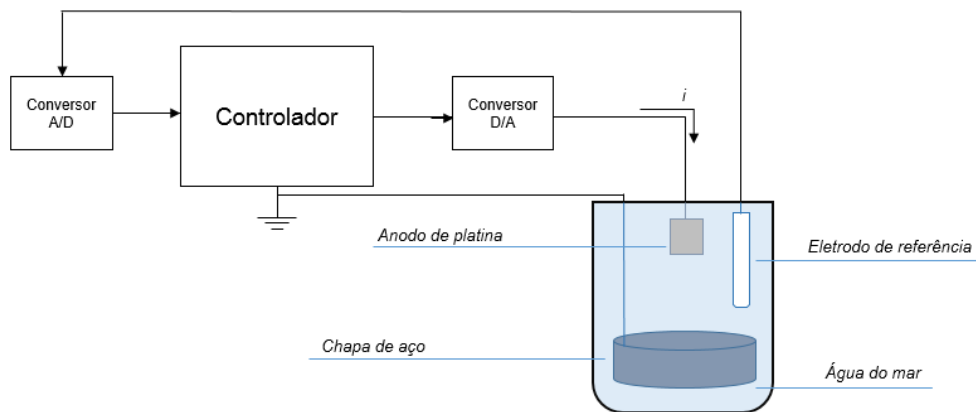 Conversor
A/D
Controlador
Conversor
D/A
i
Anodo de platina
Eletrodo de referência
Chapa de aço
Água do mar